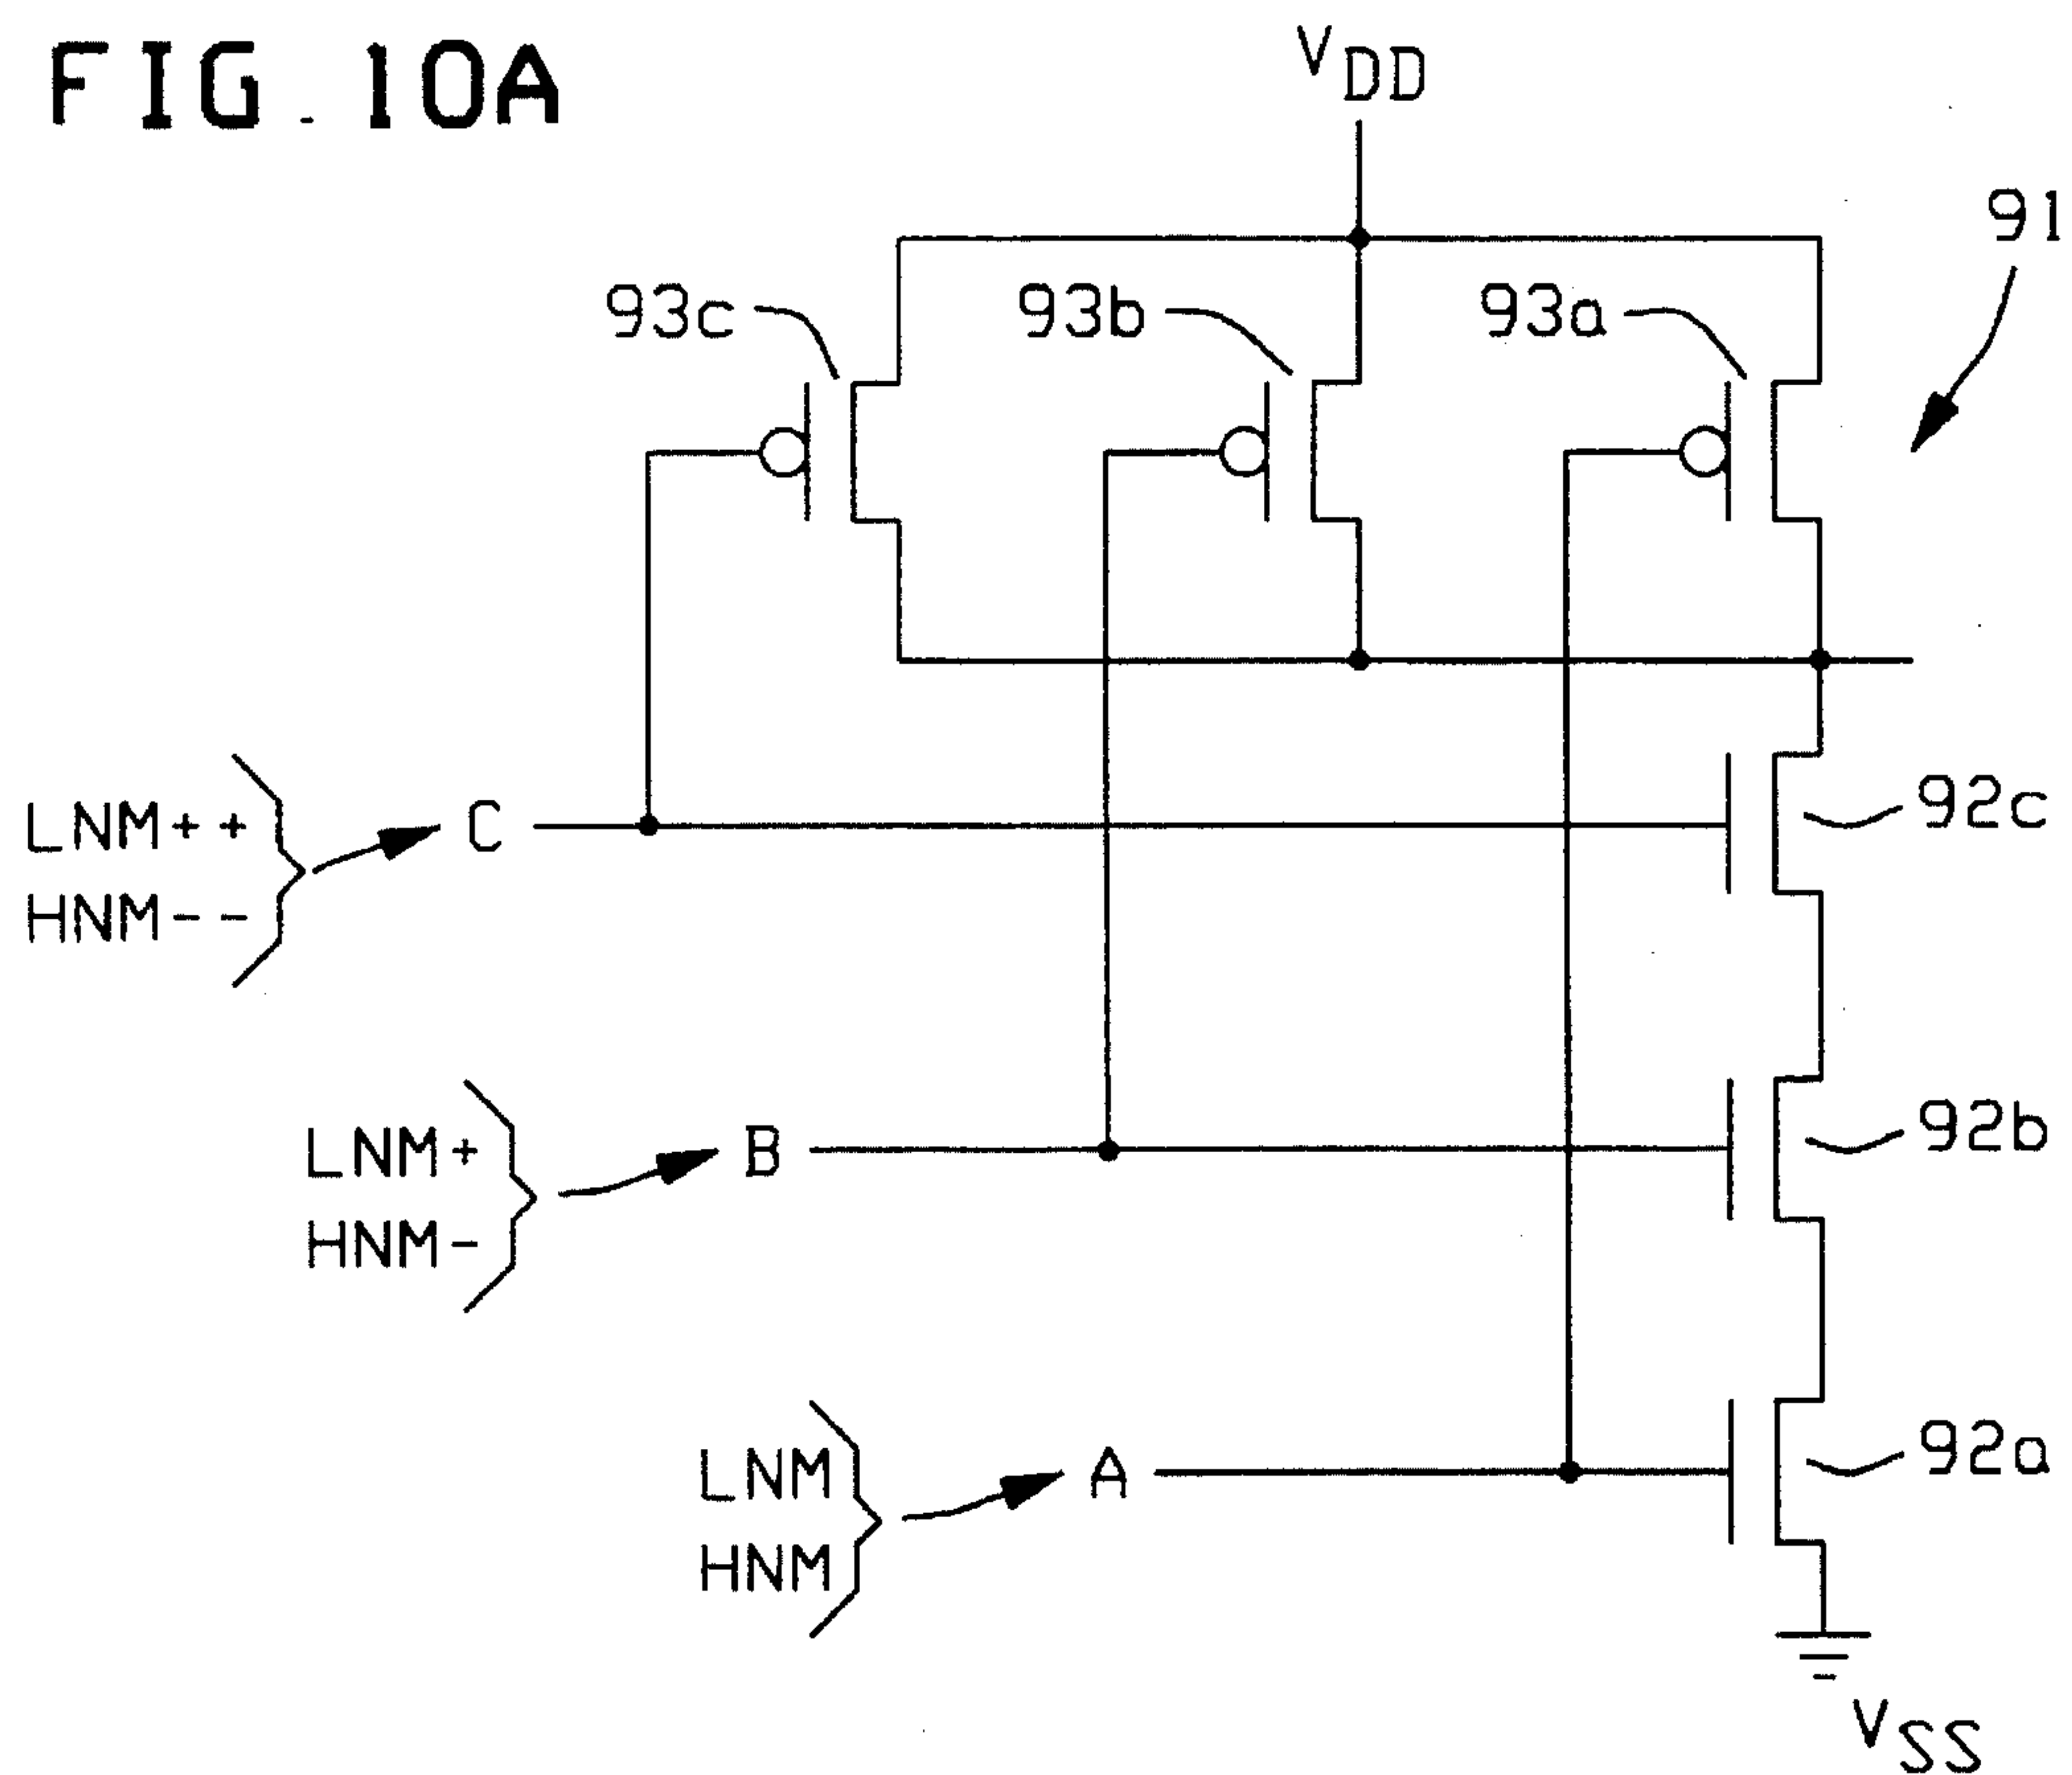 FIG. 10A
VDD
91
93c
93b
93a
LNM++
HNM--
C
92c
LNM+
HNM-
B
92b
LNM
HNM
A
92a
VSS